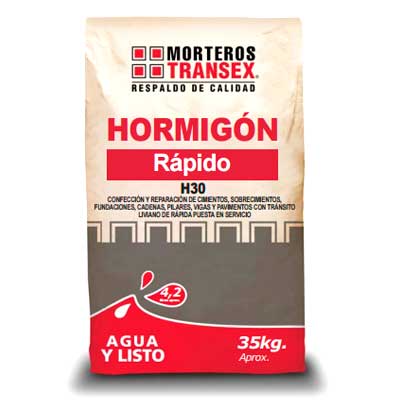 MORTEROS
TRANSEX®
RESPALDO DE CALIDAD
HORMIGÓN
Rápido
H30
CONFECCIÓN Y REPARACIÓN DE CIMIENTOS, SOBRECIMIENTOS,
FUNDACIONES, CADENAS, PILARES, VIGAS Y PAVIMENTOS CON TRÁNSITO
LIVIANO DE RÁPIDA PUESTA EN SERVICIO
4,2
AGUA
Y LISTO
35kg.
Aprox.